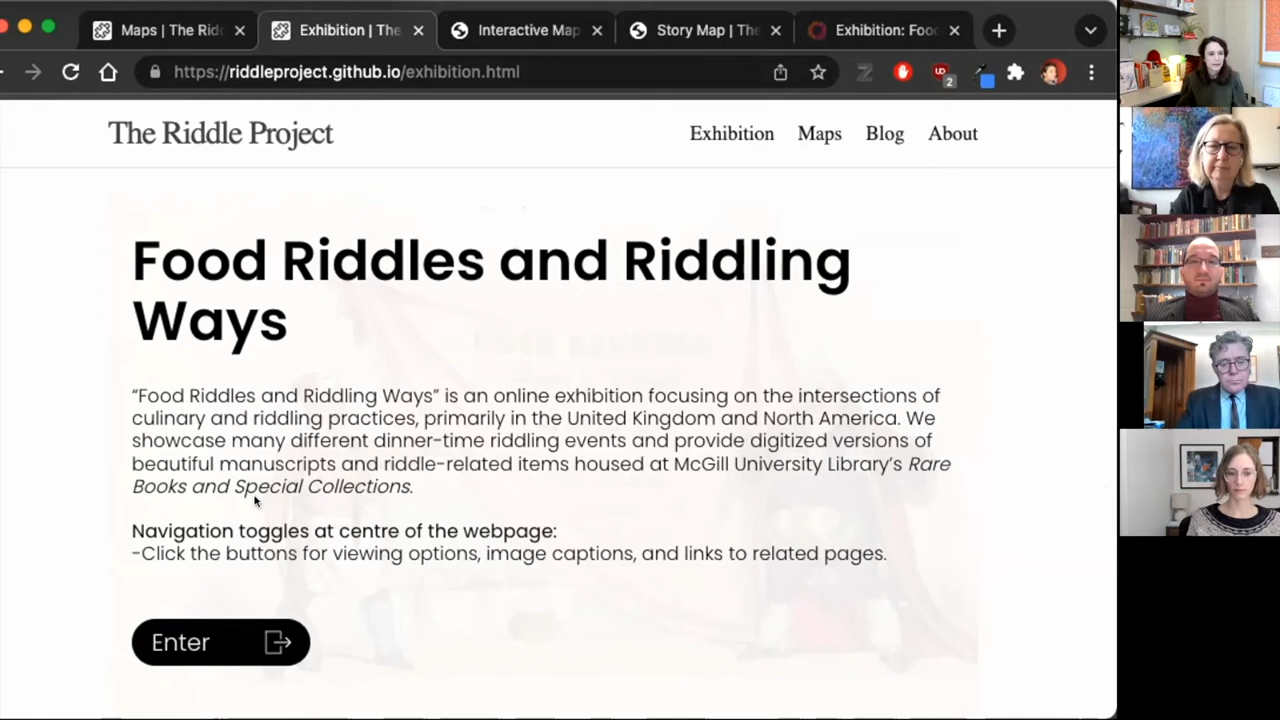 Maps | The Rid
Exhibition | The
Interactive Map
Story Map | The
Exhibition: Foo
https://riddleproject.github.io/exhibition.html
2
The Riddle Project
Exhibition
Maps
Blog
About
Food Riddles and Riddling
Ways
“Food Riddles and Riddling Ways” is an online exhibition focusing on the intersections of
culinary and riddling practices, primarily in the United Kingdom and North America. We
showcase many different dinner-time riddling events and provide digitized versions of
beautiful manuscripts and riddle-related items housed at McGill University Library’s Rare
Books and Special Collections.
Navigation toggles at centre of the webpage:
-Click the buttons for viewing options, image captions, and links to related pages.
Enter